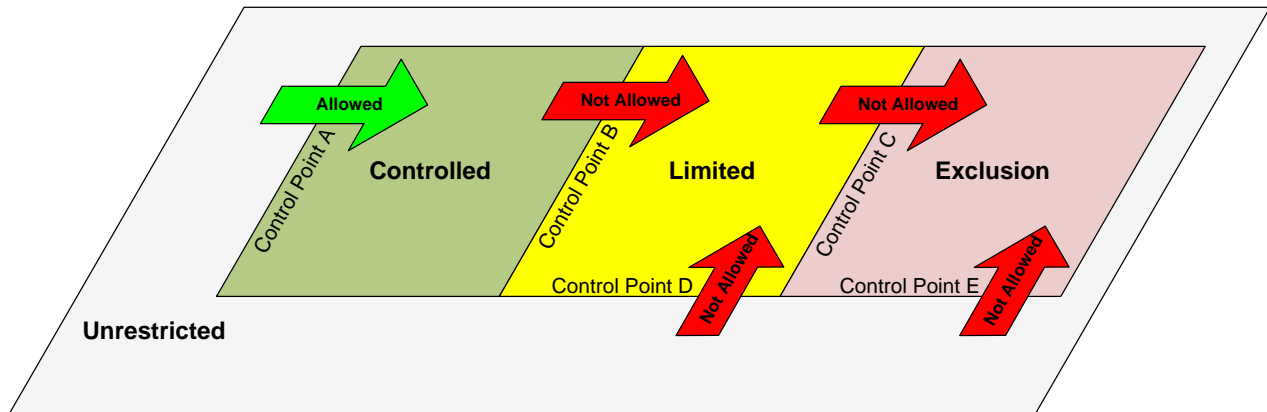 Allowed
Not Allowed
Not Allowed
Control Point A
Control Point B
Control Point C
Controlled
Limited
Exclusion
Control Point D
Not Allowed
Control Point E
Not Allowed
Unrestricted